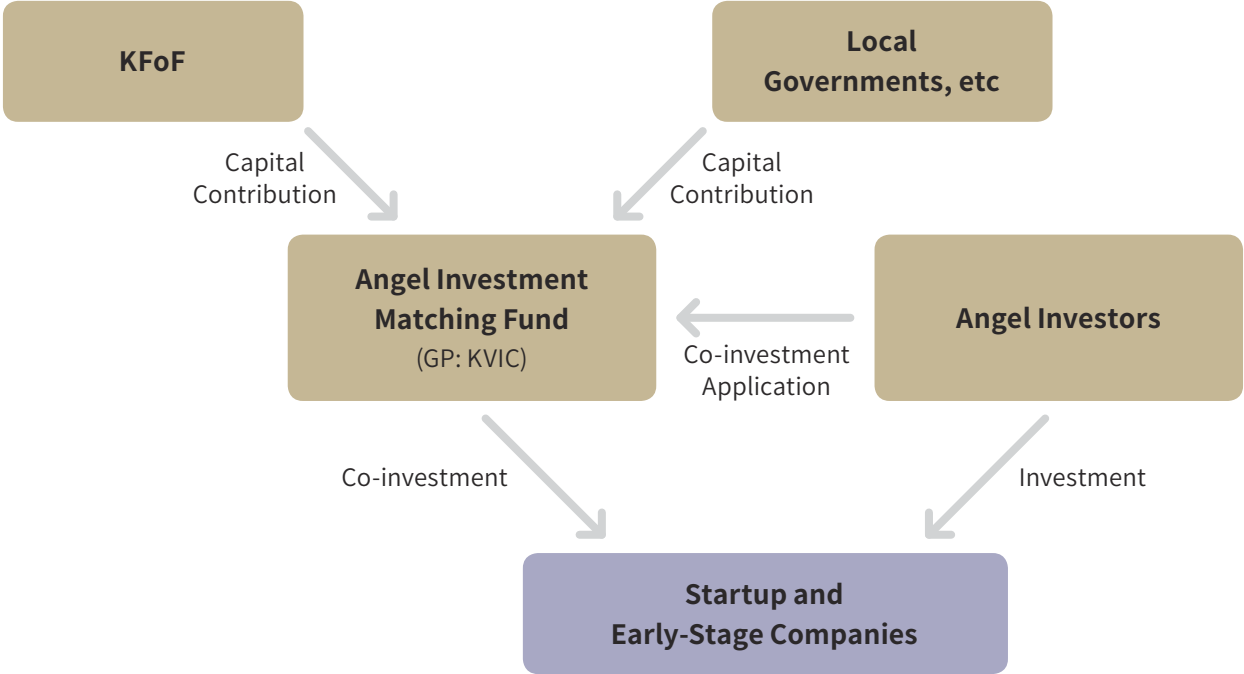 KFoF
Local
Governments, etc
Capital
Contribution
Capital
Contribution
Angel Investment
Matching Fund
(GP: KVIC)
Co-investment
Application
Angel Investors
Co-investment
Investment
Startup and
Early-Stage Companies